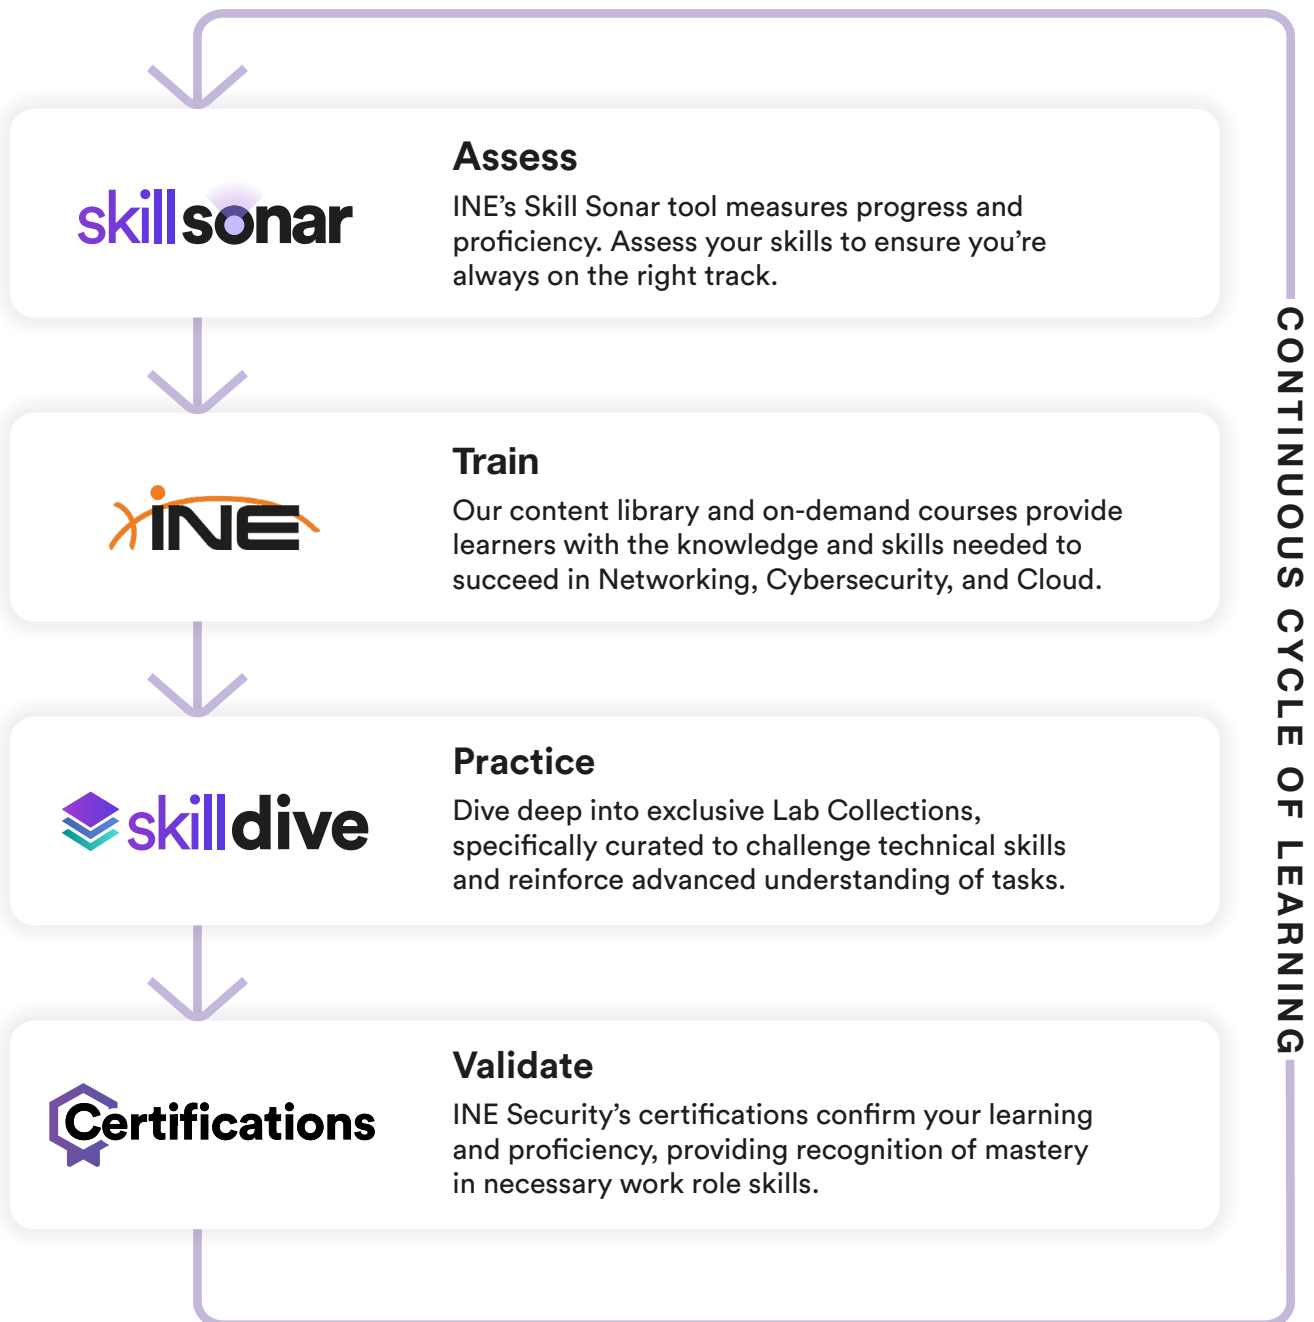 skillsonar
Assess
INE’s Skill Sonar tool measures progress and
proficiency. Assess your skills to ensure you’re
always on the right track.
INE
Train
Our content library and on-demand courses provide
learners with the knowledge and skills needed to
succeed in Networking, Cybersecurity, and Cloud.
skilldive
Practice
Dive deep into exclusive Lab Collections,
specifically curated to challenge technical skills
and reinforce advanced understanding of tasks.
Certifications
Validate
INE Security’s certifications confirm your learning
and proficiency, providing recognition of mastery
in necessary work role skills.
CONTINUOUS CYCLE OF LEARNING